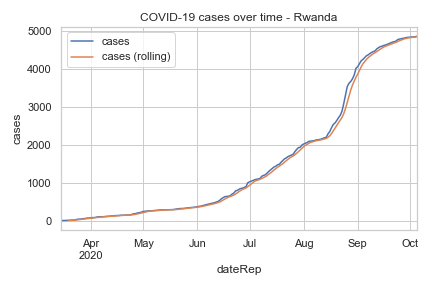 COVID-19 cases over time - Rwanda
cases
cases (rolling)
5000
4000
3000
2000
1000
0
cases
Apr
2020
May
Jun
Jul
Aug
Sep
Oct
dateRep